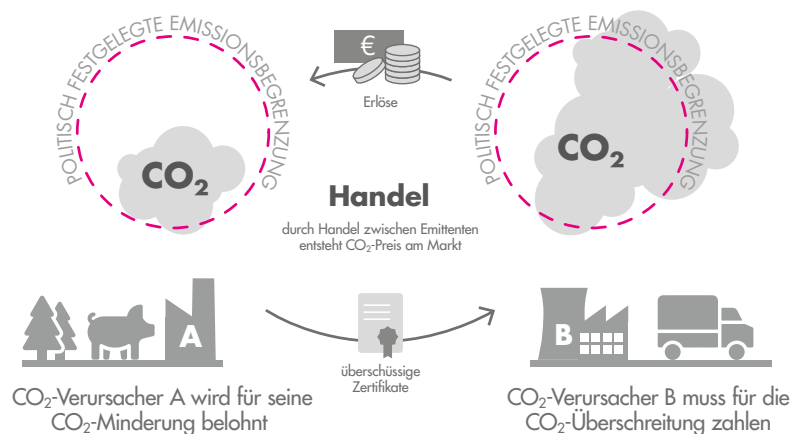 POLITISCH FESTGELEGTE EMISSIONSBEGRENZUNG
CO₂
€
Erlöse
POLITISCH FESTGELEGTE EMISSIONSBEGRENZUNG
CO₂
Handel
durch Handel zwischen Emittenten
entsteht CO₂-Preis am Markt
A
überschüssige
Zertifikate
B
CO₂-Verursacher A wird für seine
CO₂-Minderung belohnt
CO₂-Verursacher B muss für die
CO₂-Überschreitung zahlen